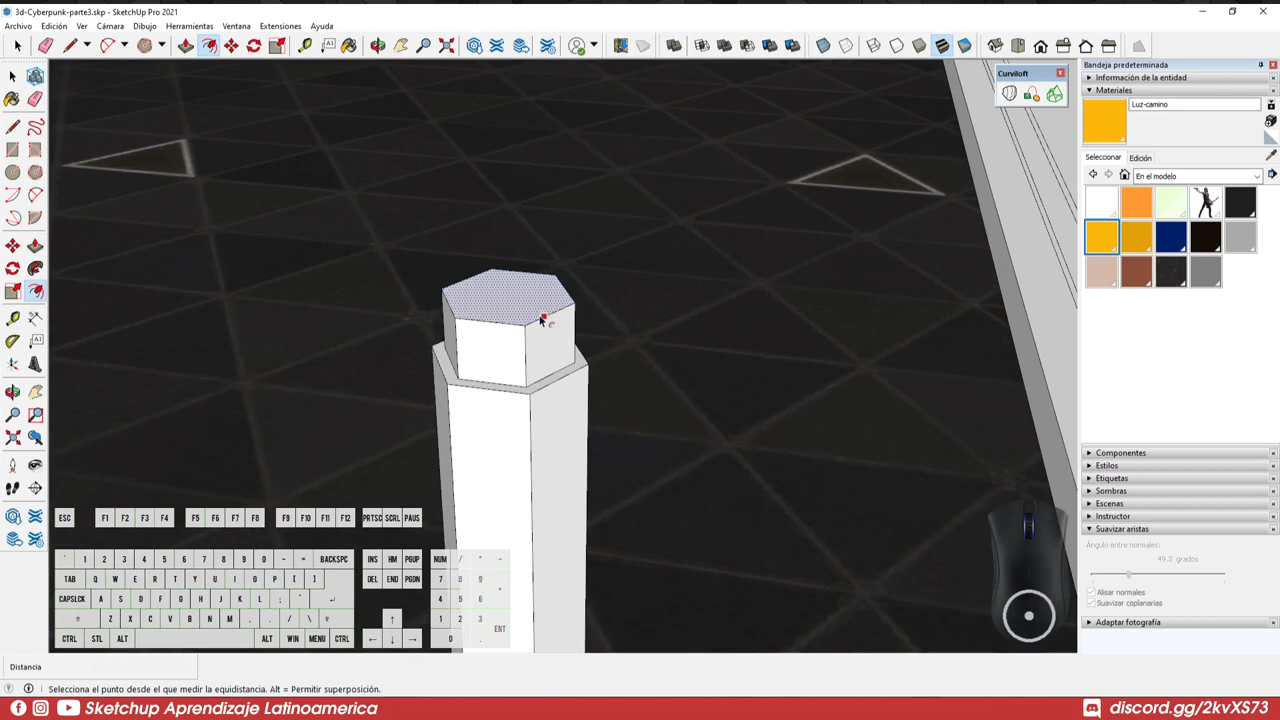 3d-Cyberpunk-parte3.skp - SketchUp Pro 2021
Archivo Edición Ver Cámara Dibujo Herramientas Ventana Extensiones Ayuda
Bandeja predeterminada
Curviloft
Información de la entidad
Materiales
Luz-camino
Seleccionar Edición
En el modelo
Componentes
Estilos
Etiquetas
Sombras
Escenas
Instructor
Suavizar aristas
Ángulo entre normales:
49.3 grados
Alisar normales
Suavizar coplanarias
Adaptar fotografía
ESC F1 F2 F3 F4 F5 F6 F7 F8 F9 F10 F11 F12 PRTSC SCRL PAUS
` 1 2 3 4 5 6 7 8 9 0 - = BACKSPC INS HM PGUP NUM / * -
TAB Q W E R T Y U I O P [ ] DEL END PGDN 7 8 9 +
CAPSLCK A S D F G H J K L ; ' 4 5 6
Z X C V B N M , . / 1 2 3 ENT
CTRL STL ALT ALT WIN MENU CTRL 0 .
Distancia
Selecciona el punto desde el que medir la equidistancia. Alt = Permitir superposición.
Sketchup Aprendizaje Latinoamerica
discord.gg/2kvXS73